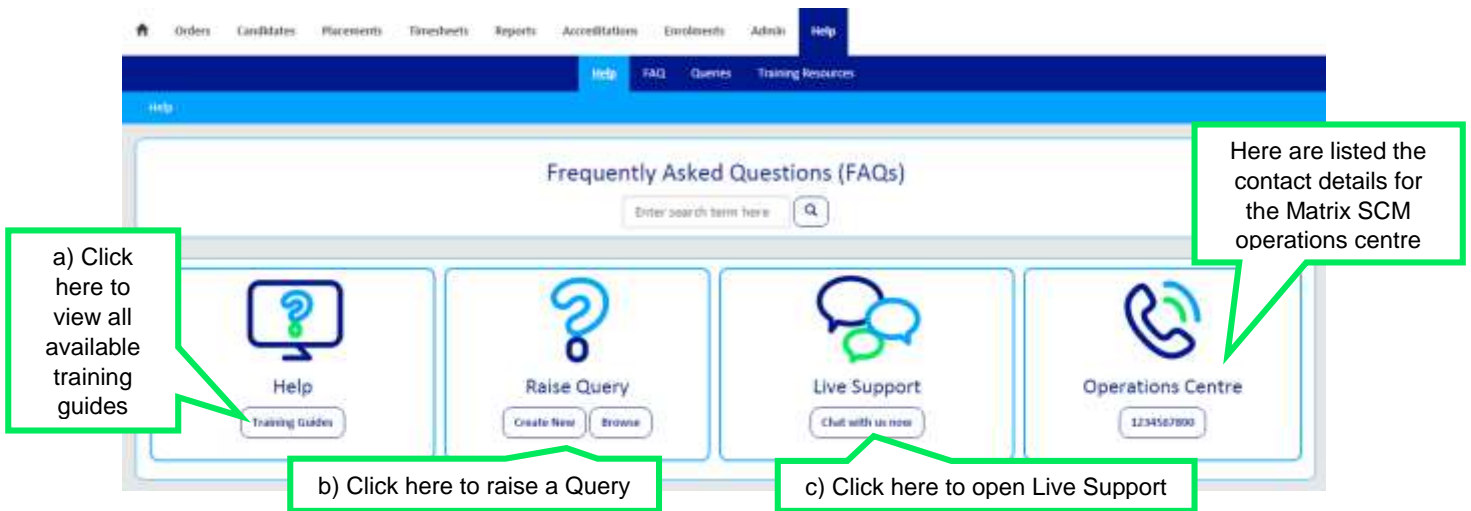 Orders Candidates Placements Timesheets Reports Accreditations Enrolments Admin Help
Help FAQ Queries Training Resources
Help
Frequently Asked Questions (FAQs)
Enter search term here
Here are listed the
contact details for
the Matrix SCM
operations centre
a) Click
here to
view all
available
training
guides
Help
Training Guides
Raise Query
Create New Browse
Live Support
Chat with us now
Operations Centre
1234567890
b) Click here to raise a Query
c) Click here to open Live Support